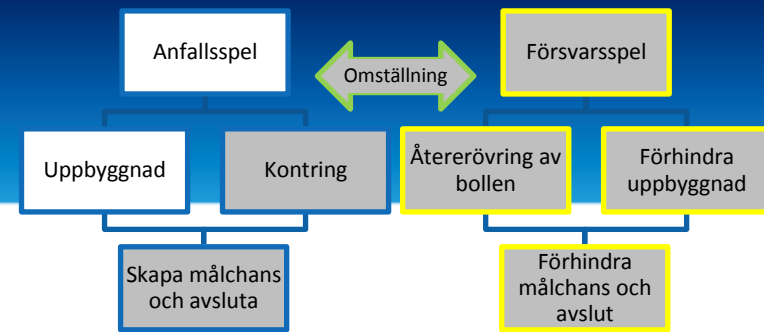 Anfallsspel
Omställning
Försvarsspel
Uppbyggnad
Kontring
Återerövring av
bollen
Förhindra
uppbyggnad
Skapa målchans
och avsluta
Förhindra
målchans och
avslut